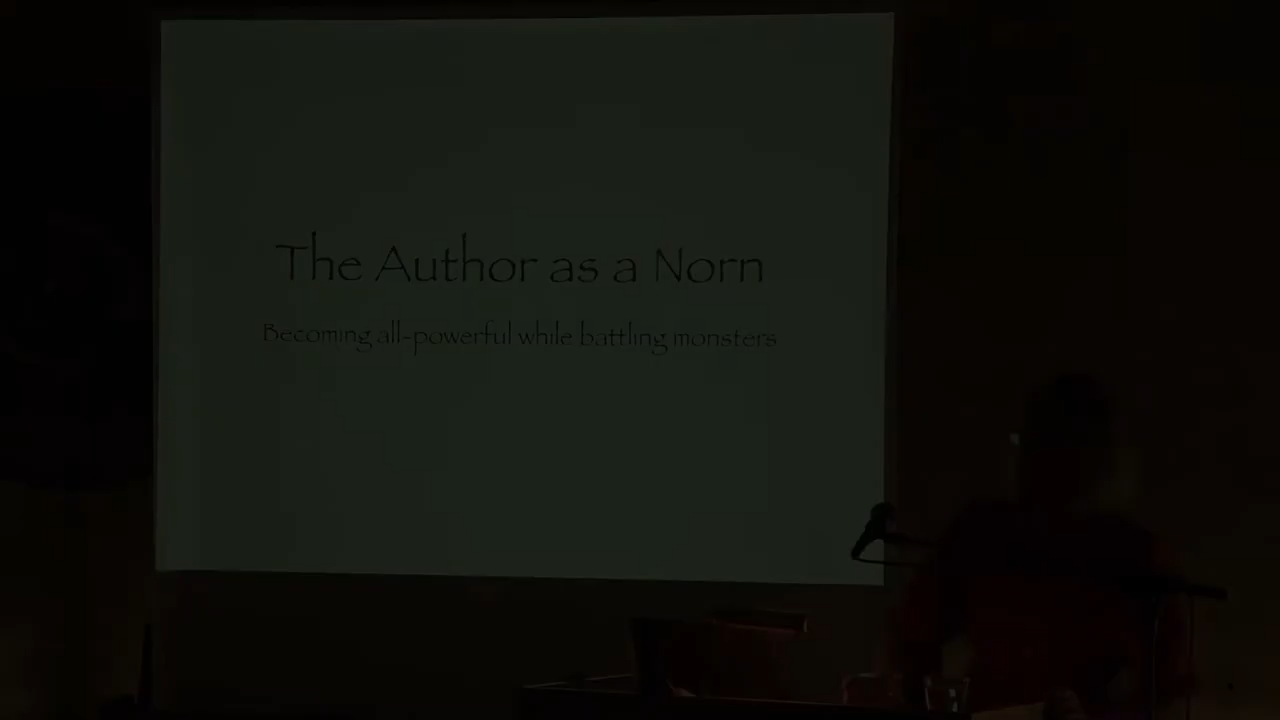 The Author as a Norn
Becoming all-powerful while battling monsters